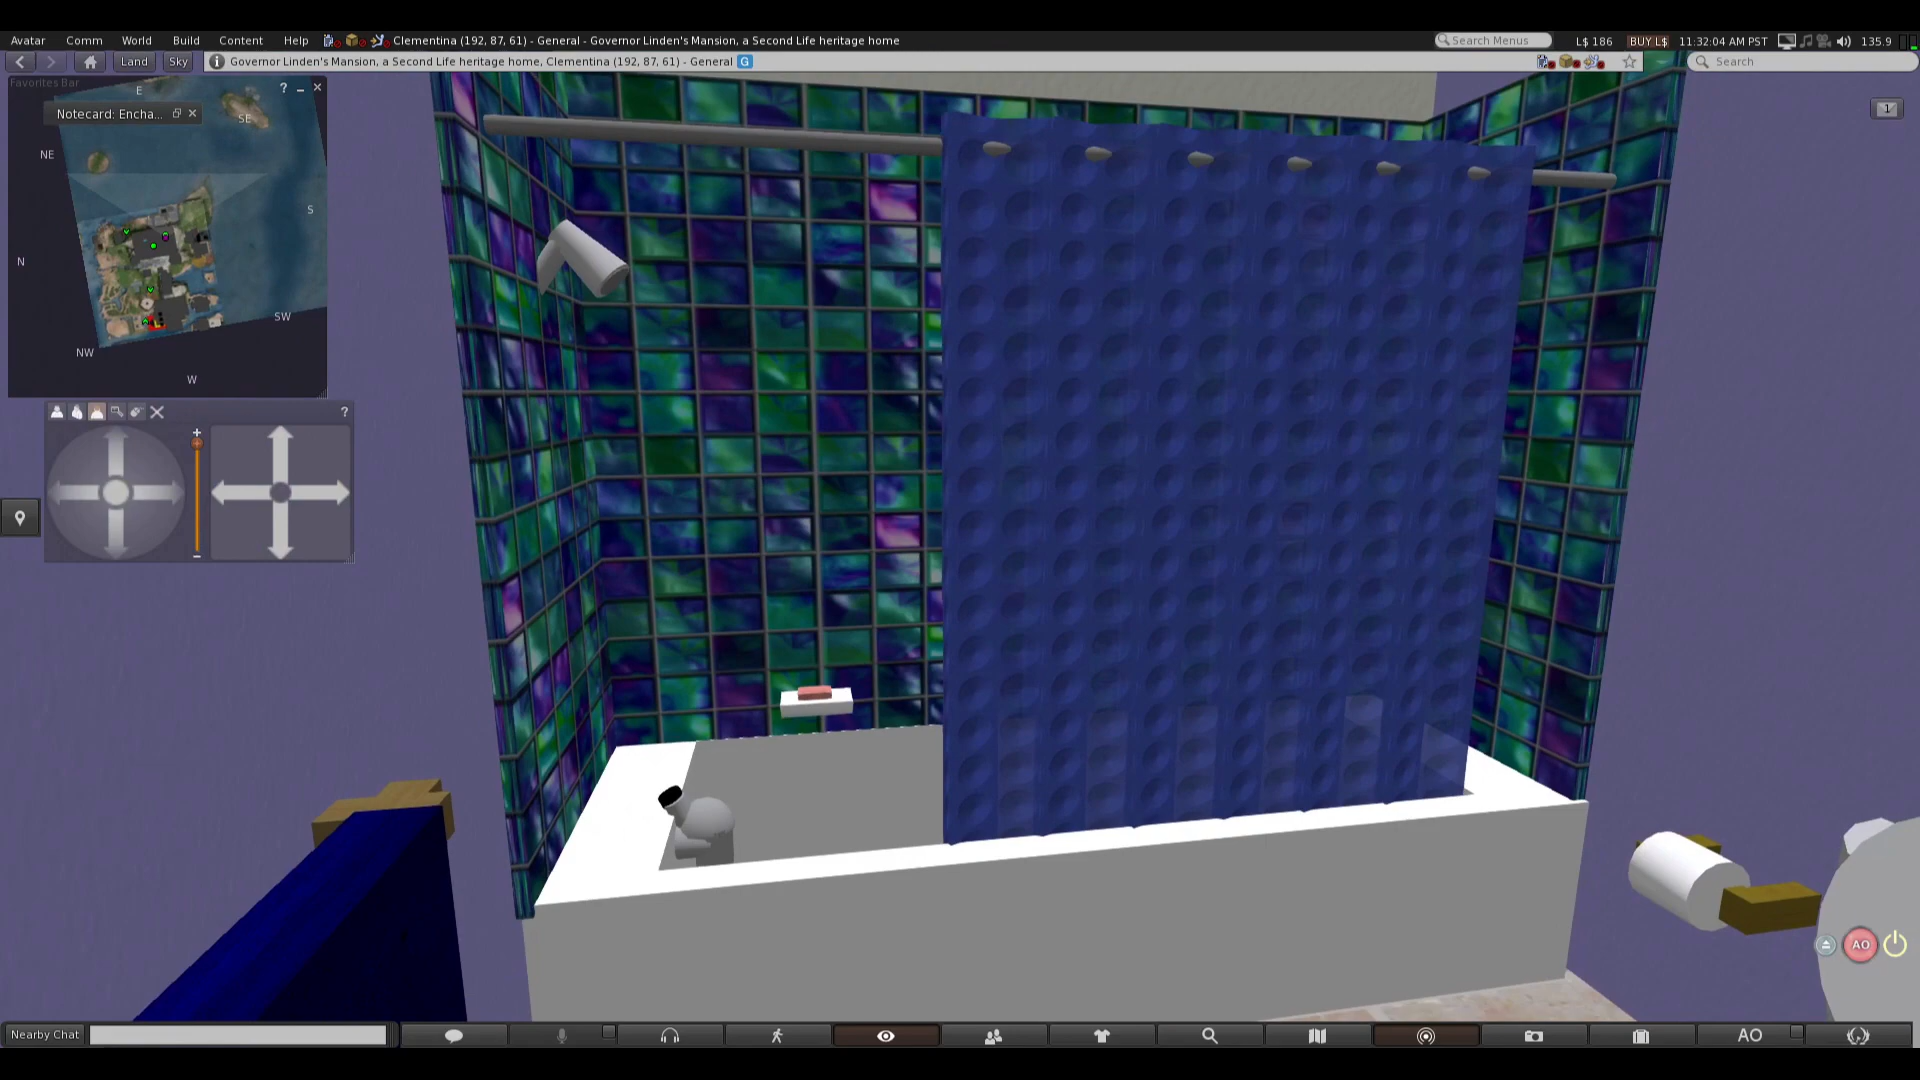 Avatar Comm World Build Content Help Clementina (192, 87, 61) - General - Governor Linden's Mansion, a Second Life heritage home Search Menus L$ 186 BUY L$ 11:32:04 AM PST 135.9
Land Sky Governor Linden's Mansion, a Second Life heritage home, Clementina (192, 87, 61) - General G Search
Favorites Bar
E ?
Notecard: Encha...
SE
1
NE
S
N
SW
NW
W
?
+
-
AO
Nearby Chat AO